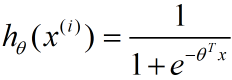 hθ(x^(i)) = 1 / (1 + e^(-θ^T x))